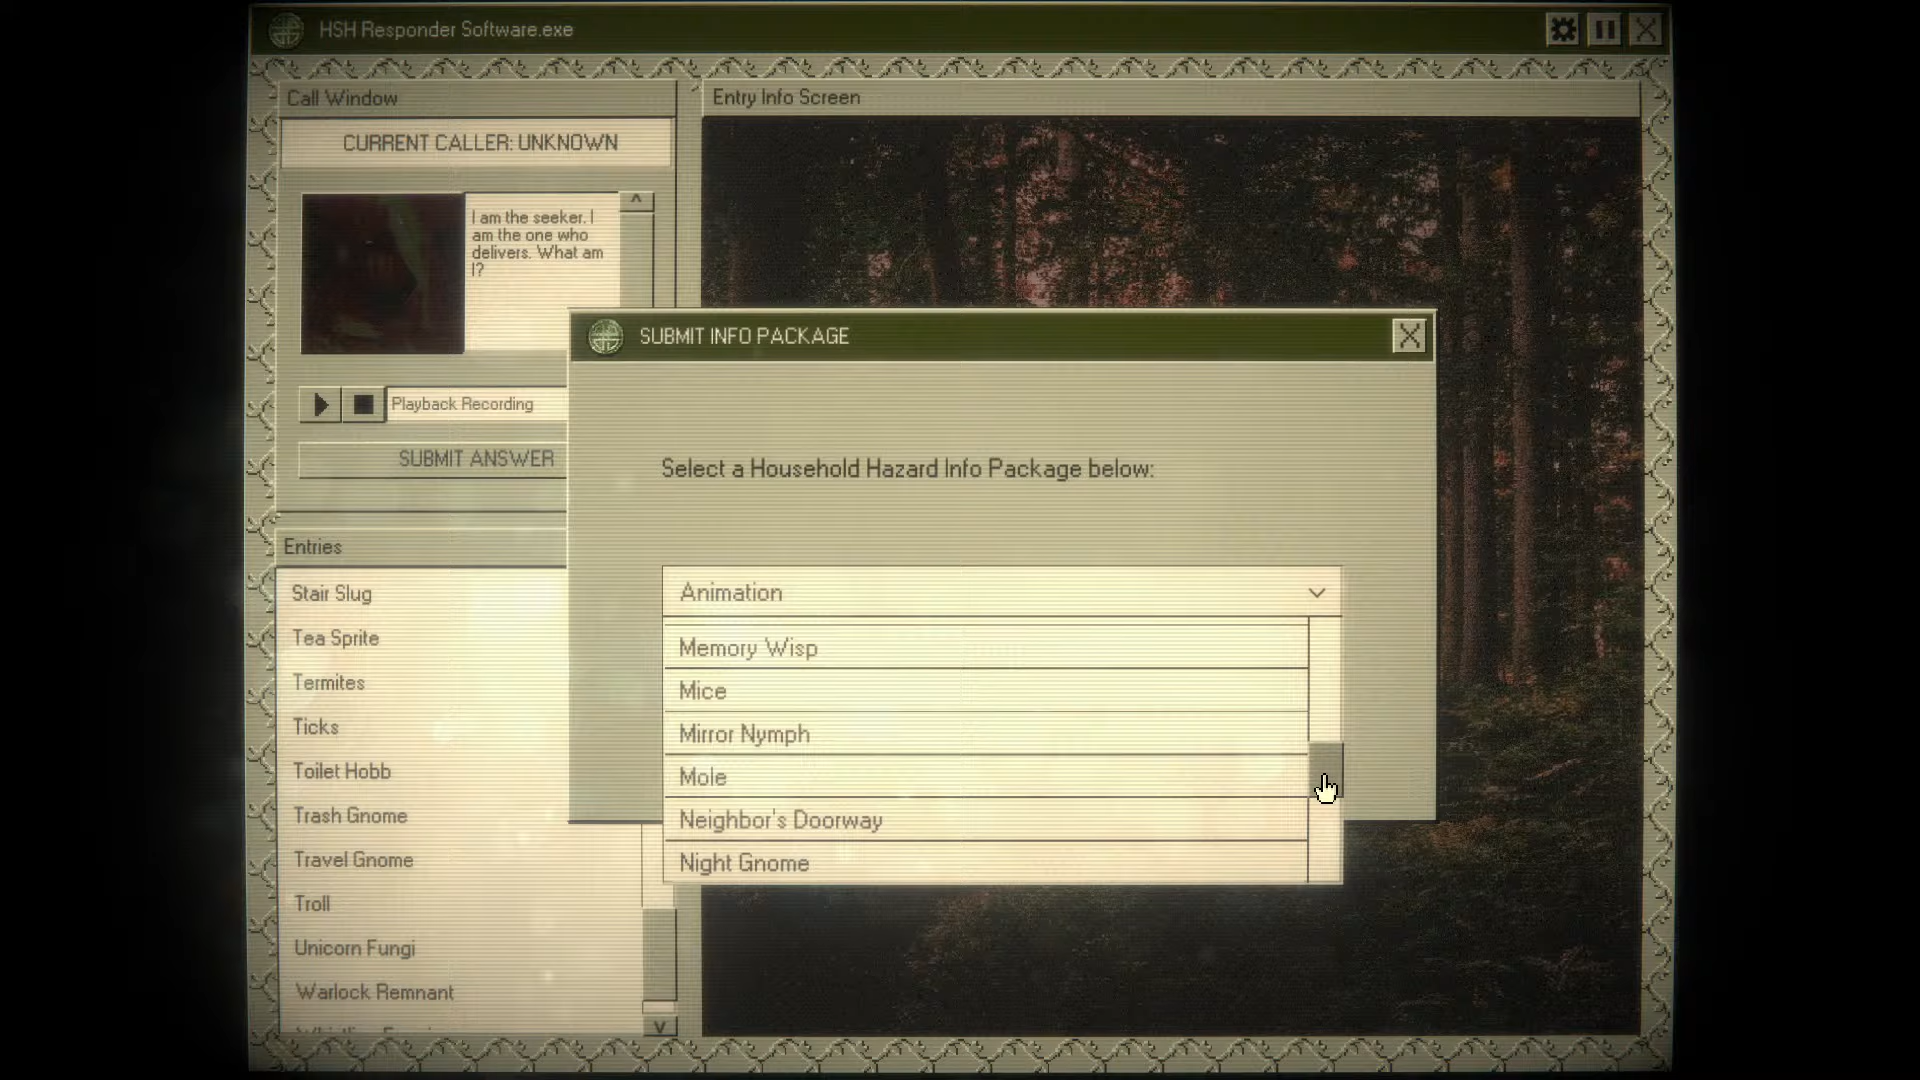 HSH Responder Software.exe
Call Window
CURRENT CALLER: UNKNOWN
I am the seeker. I
am the one who
delivers. What am
I?
Playback Recording
SUBMIT ANSWER
Entries
Stair Slug
Tea Sprite
Termites
Ticks
Toilet Hobb
Trash Gnome
Travel Gnome
Troll
Unicorn Fungi
Warlock Remnant
Entry Info Screen
SUBMIT INFO PACKAGE
Select a Household Hazard Info Package below:
Animation
Memory Wisp
Mice
Mirror Nymph
Mole
Neighbor's Doorway
Night Gnome